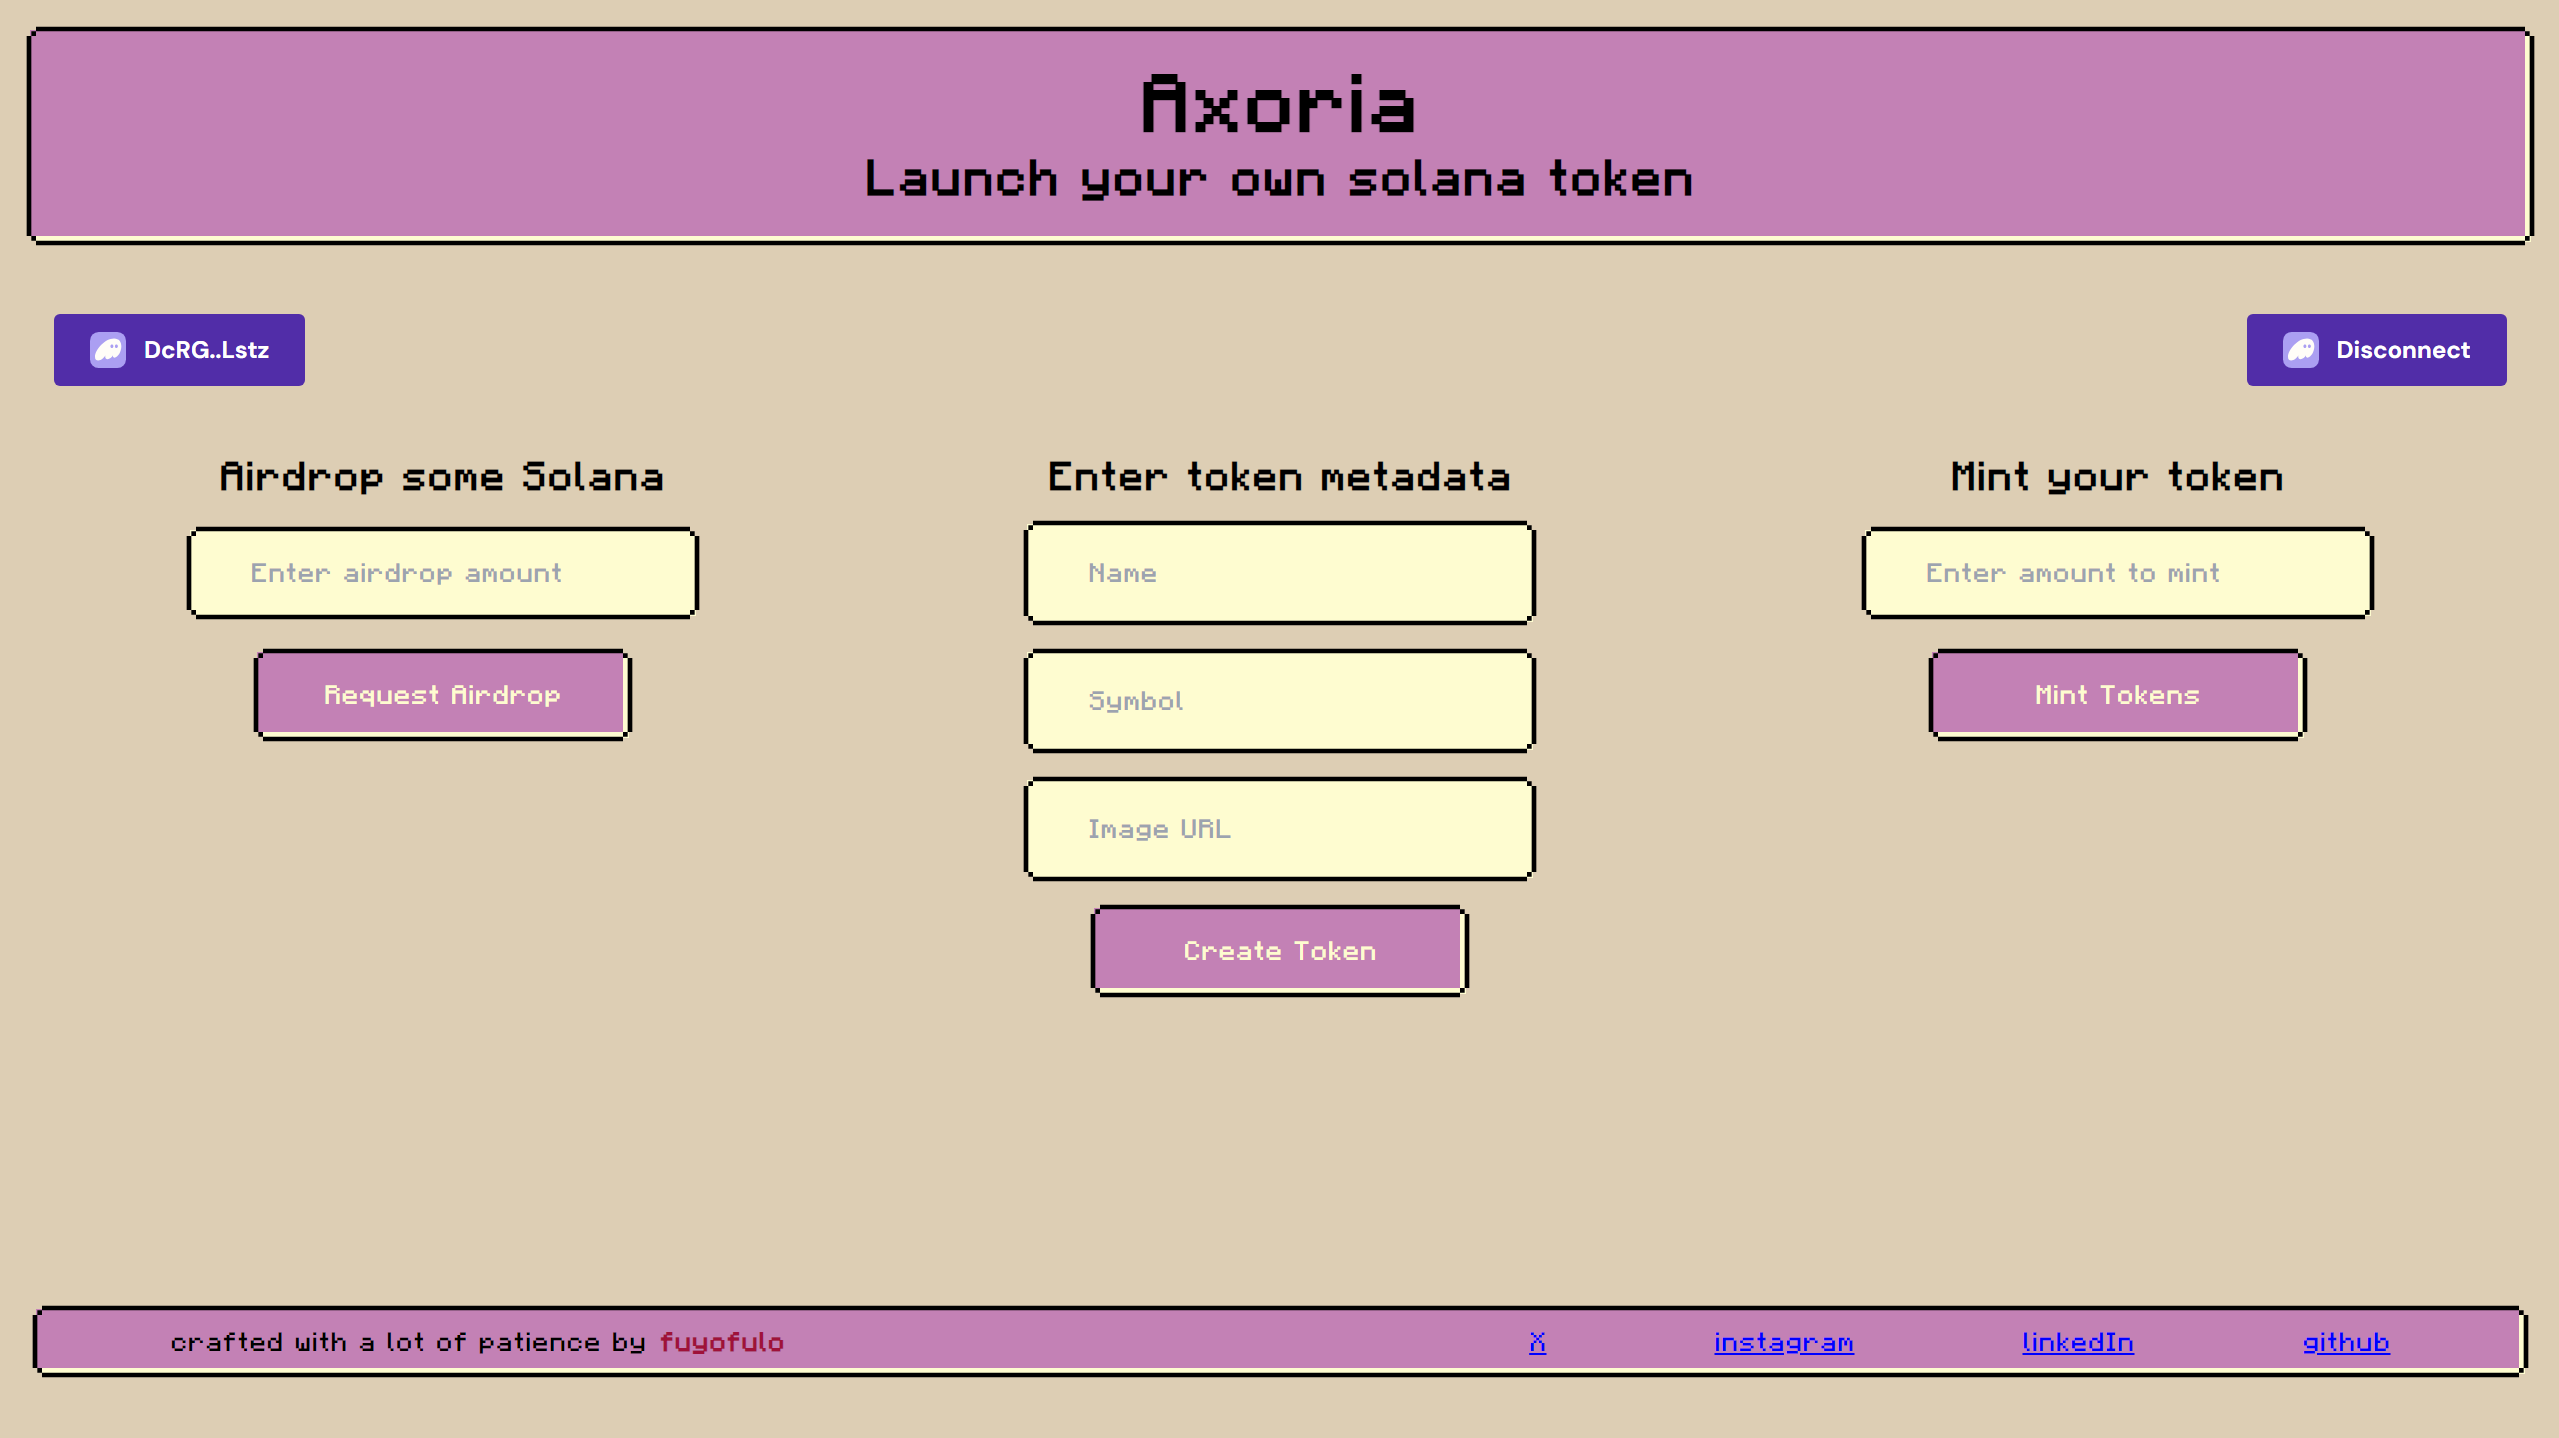 Axoria
Launch your own solana token
DcRG..Lstz
Disconnect
Airdrop some Solana
Enter airdrop amount
Request Airdrop
Enter token metadata
Name
Symbol
Image URL
Create Token
Mint your token
Enter amount to mint
Mint Tokens
crafted with a lot of patience by fuyofulo
X
instagram
linkedIn
github